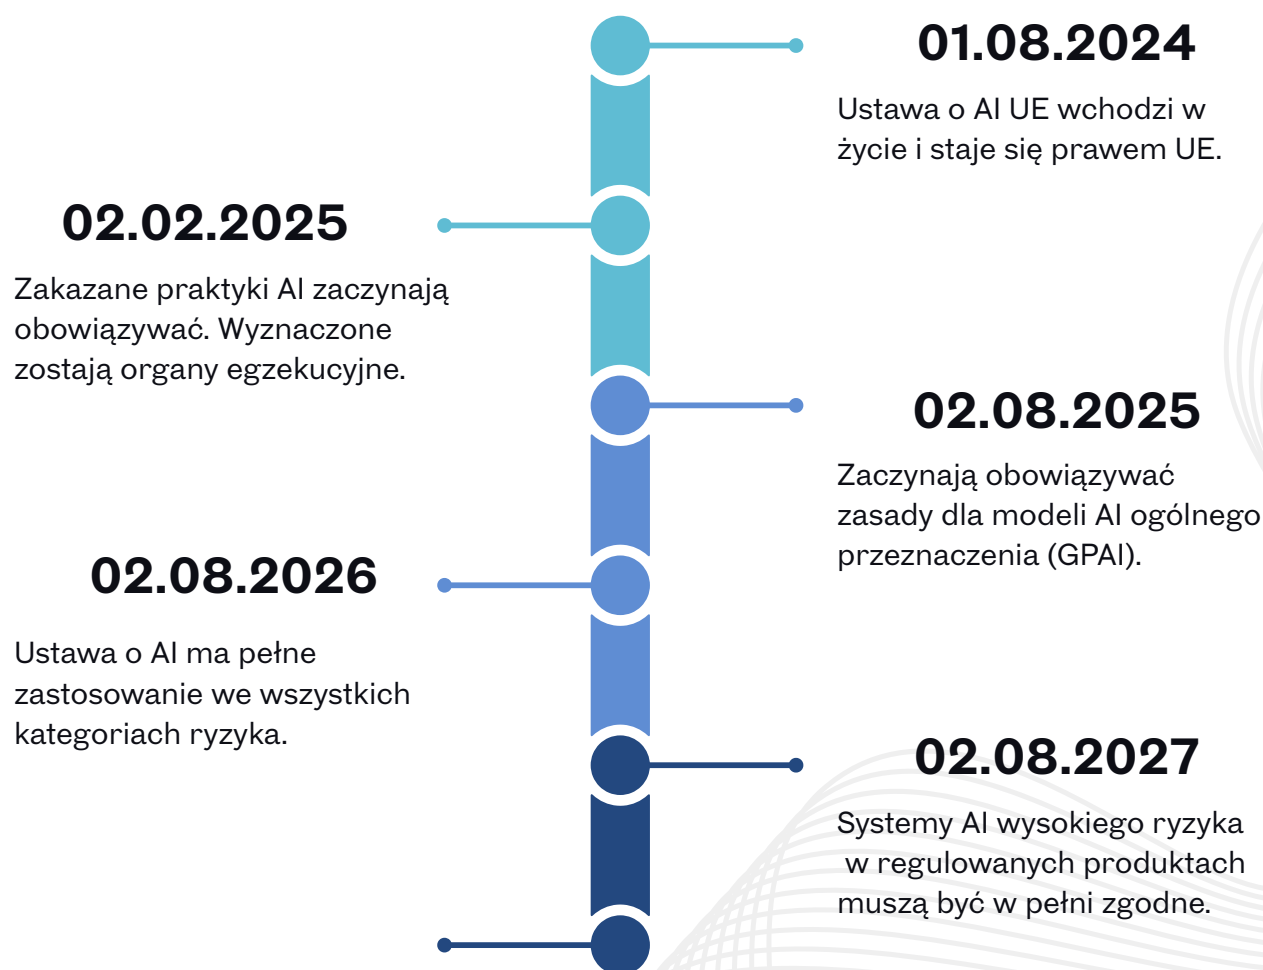 01.08.2024
Ustawa o AI UE wchodzi w
życie i staje się prawem UE.
02.02.2025
Zakazane praktyki AI zaczynają
obowiązywać. Wyznaczone
zostają organy egzekucyjne.
02.08.2025
Zaczynają obowiązywać
zasady dla modeli AI ogólnego
przeznaczenia (GPAI).
02.08.2026
Ustawa o AI ma pełne
zastosowanie we wszystkich
kategoriach ryzyka.
02.08.2027
Systemy AI wysokiego ryzyka
w regulowanych produktach
muszą być w pełni zgodne.